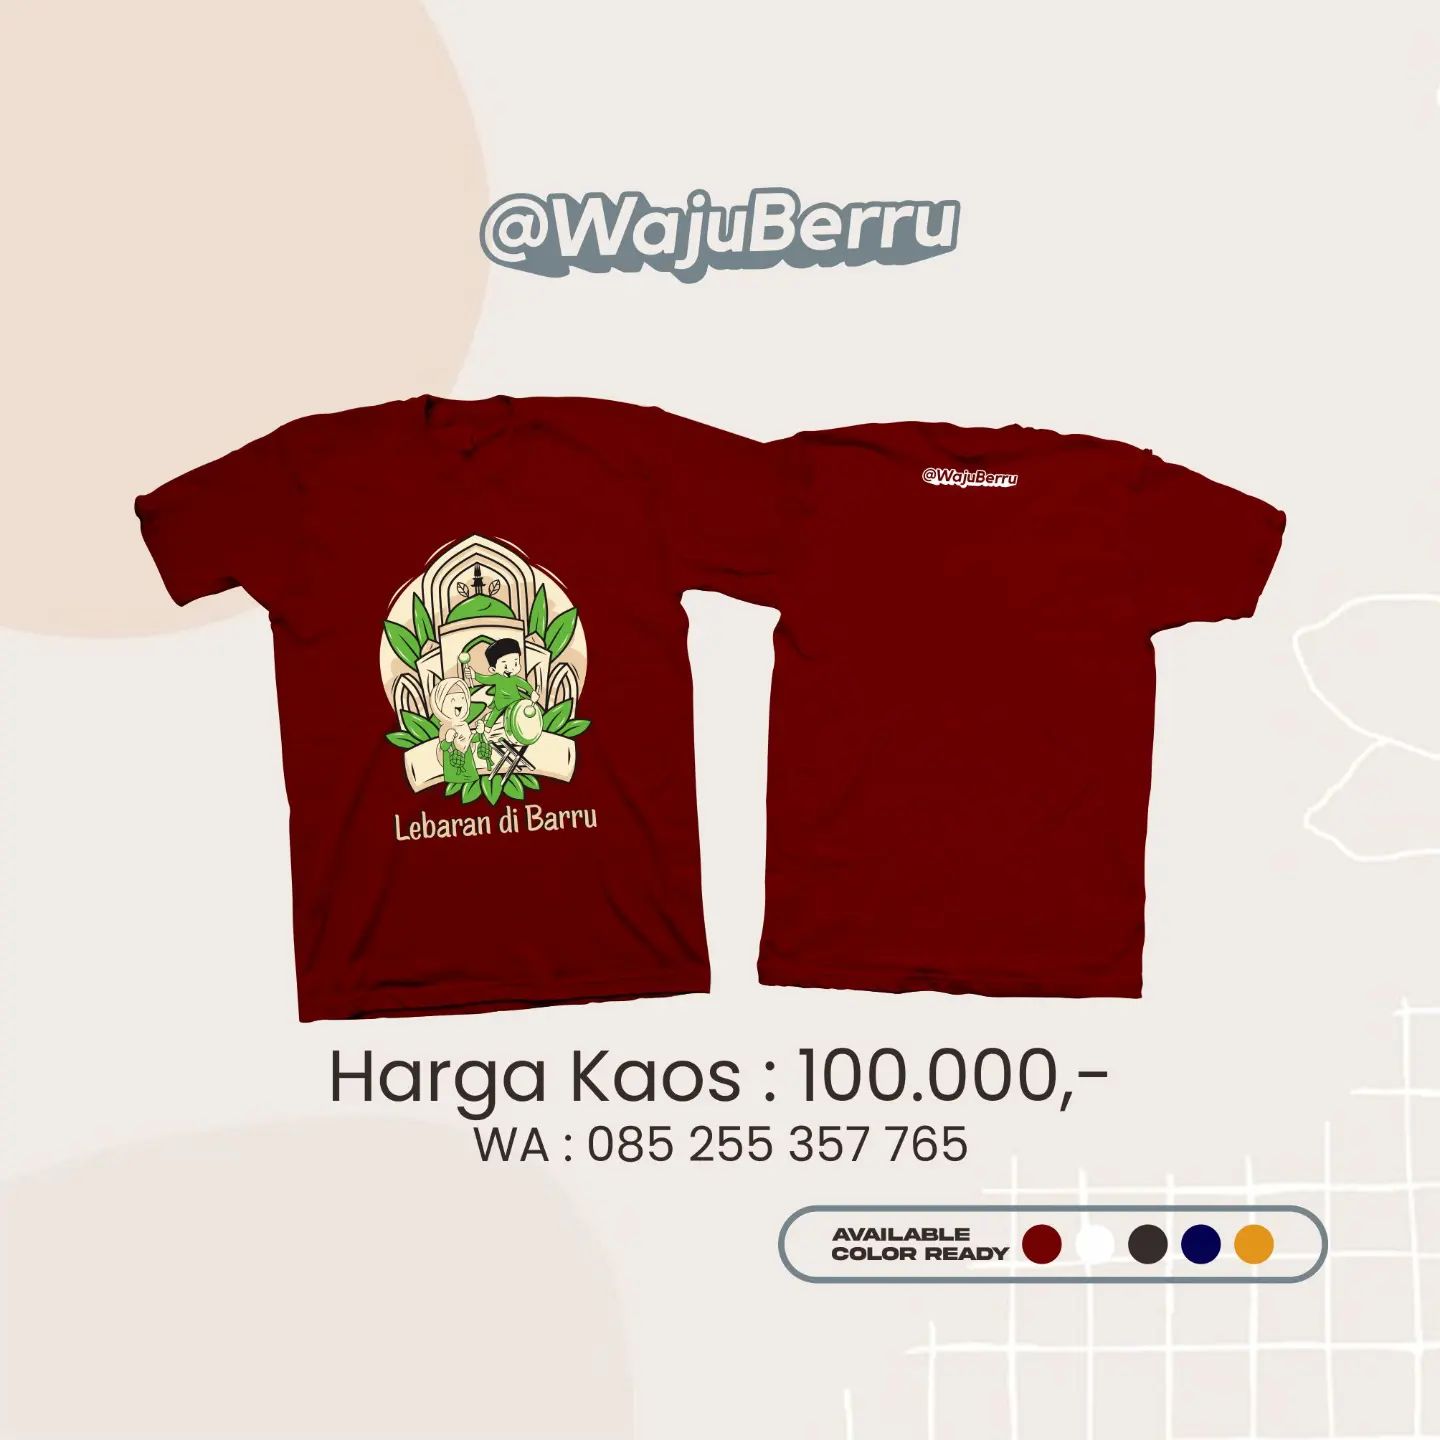 @WajuBerru
@WajuBerru
Lebaran di Barru
Harga Kaos : 100.000,-
WA : 085 255 357 765
AVAILABLE
COLOR READY